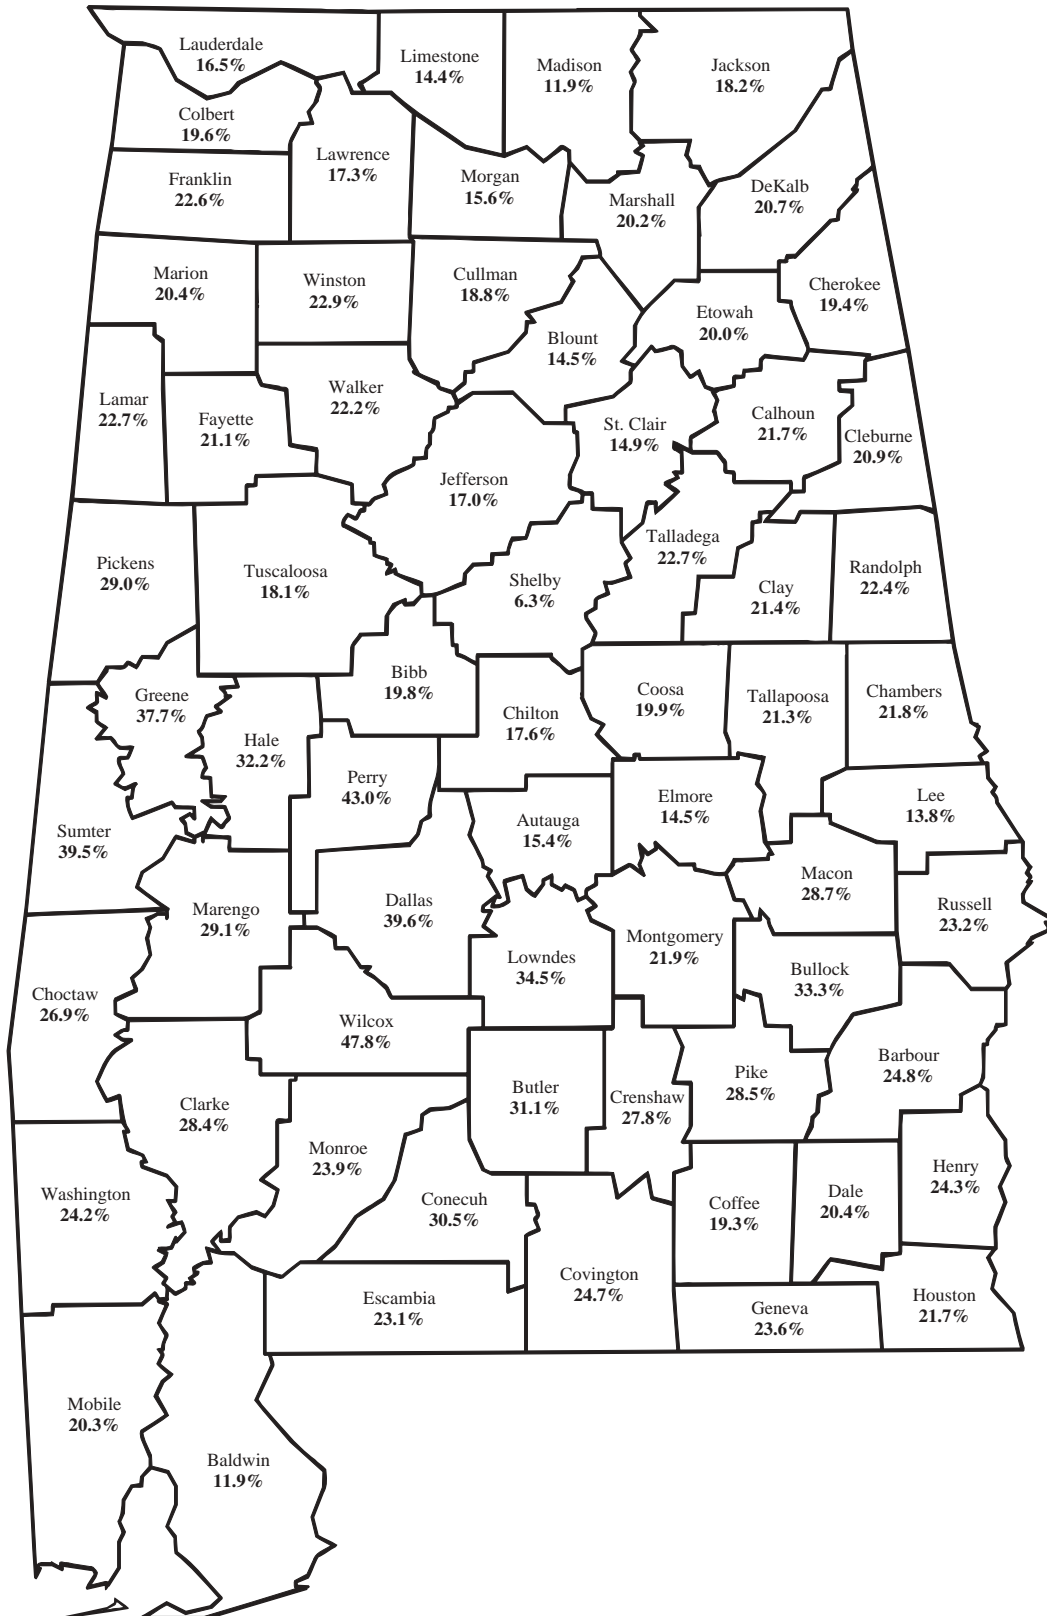 Lauderdale
16.5%
Limestone
14.4%
Madison
11.9%
Jackson
18.2%
Colbert
19.6%
Lawrence
17.3%
Franklin
22.6%
Morgan
15.6%
Marshall
20.2%
DeKalb
20.7%
Marion
20.4%
Winston
22.9%
Cullman
18.8%
Cherokee
19.4%
Etowah
20.0%
Blount
14.5%
Lamar
22.7%
Fayette
21.1%
Walker
22.2%
St. Clair
14.9%
Calhoun
21.7%
Cleburne
20.9%
Jefferson
17.0%
Pickens
29.0%
Tuscaloosa
18.1%
Shelby
6.3%
Talladega
22.7%
Clay
21.4%
Randolph
22.4%
Greene
37.7%
Bibb
19.8%
Coosa
19.9%
Tallapoosa
21.3%
Chambers
21.8%
Hale
32.2%
Chilton
17.6%
Perry
43.0%
Elmore
14.5%
Lee
13.8%
Sumter
39.5%
Autauga
15.4%
Macon
28.7%
Marengo
29.1%
Dallas
39.6%
Russell
23.2%
Lowndes
34.5%
Montgomery
21.9%
Bullock
33.3%
Choctaw
26.9%
Wilcox
47.8%
Barbour
24.8%
Clarke
28.4%
Butler
31.1%
Crenshaw
27.8%
Pike
28.5%
Monroe
23.9%
Washington
24.2%
Conecuh
30.5%
Coffee
19.3%
Dale
20.4%
Henry
24.3%
Escambia
23.1%
Covington
24.7%
Geneva
23.6%
Houston
21.7%
Mobile
20.3%
Baldwin
11.9%